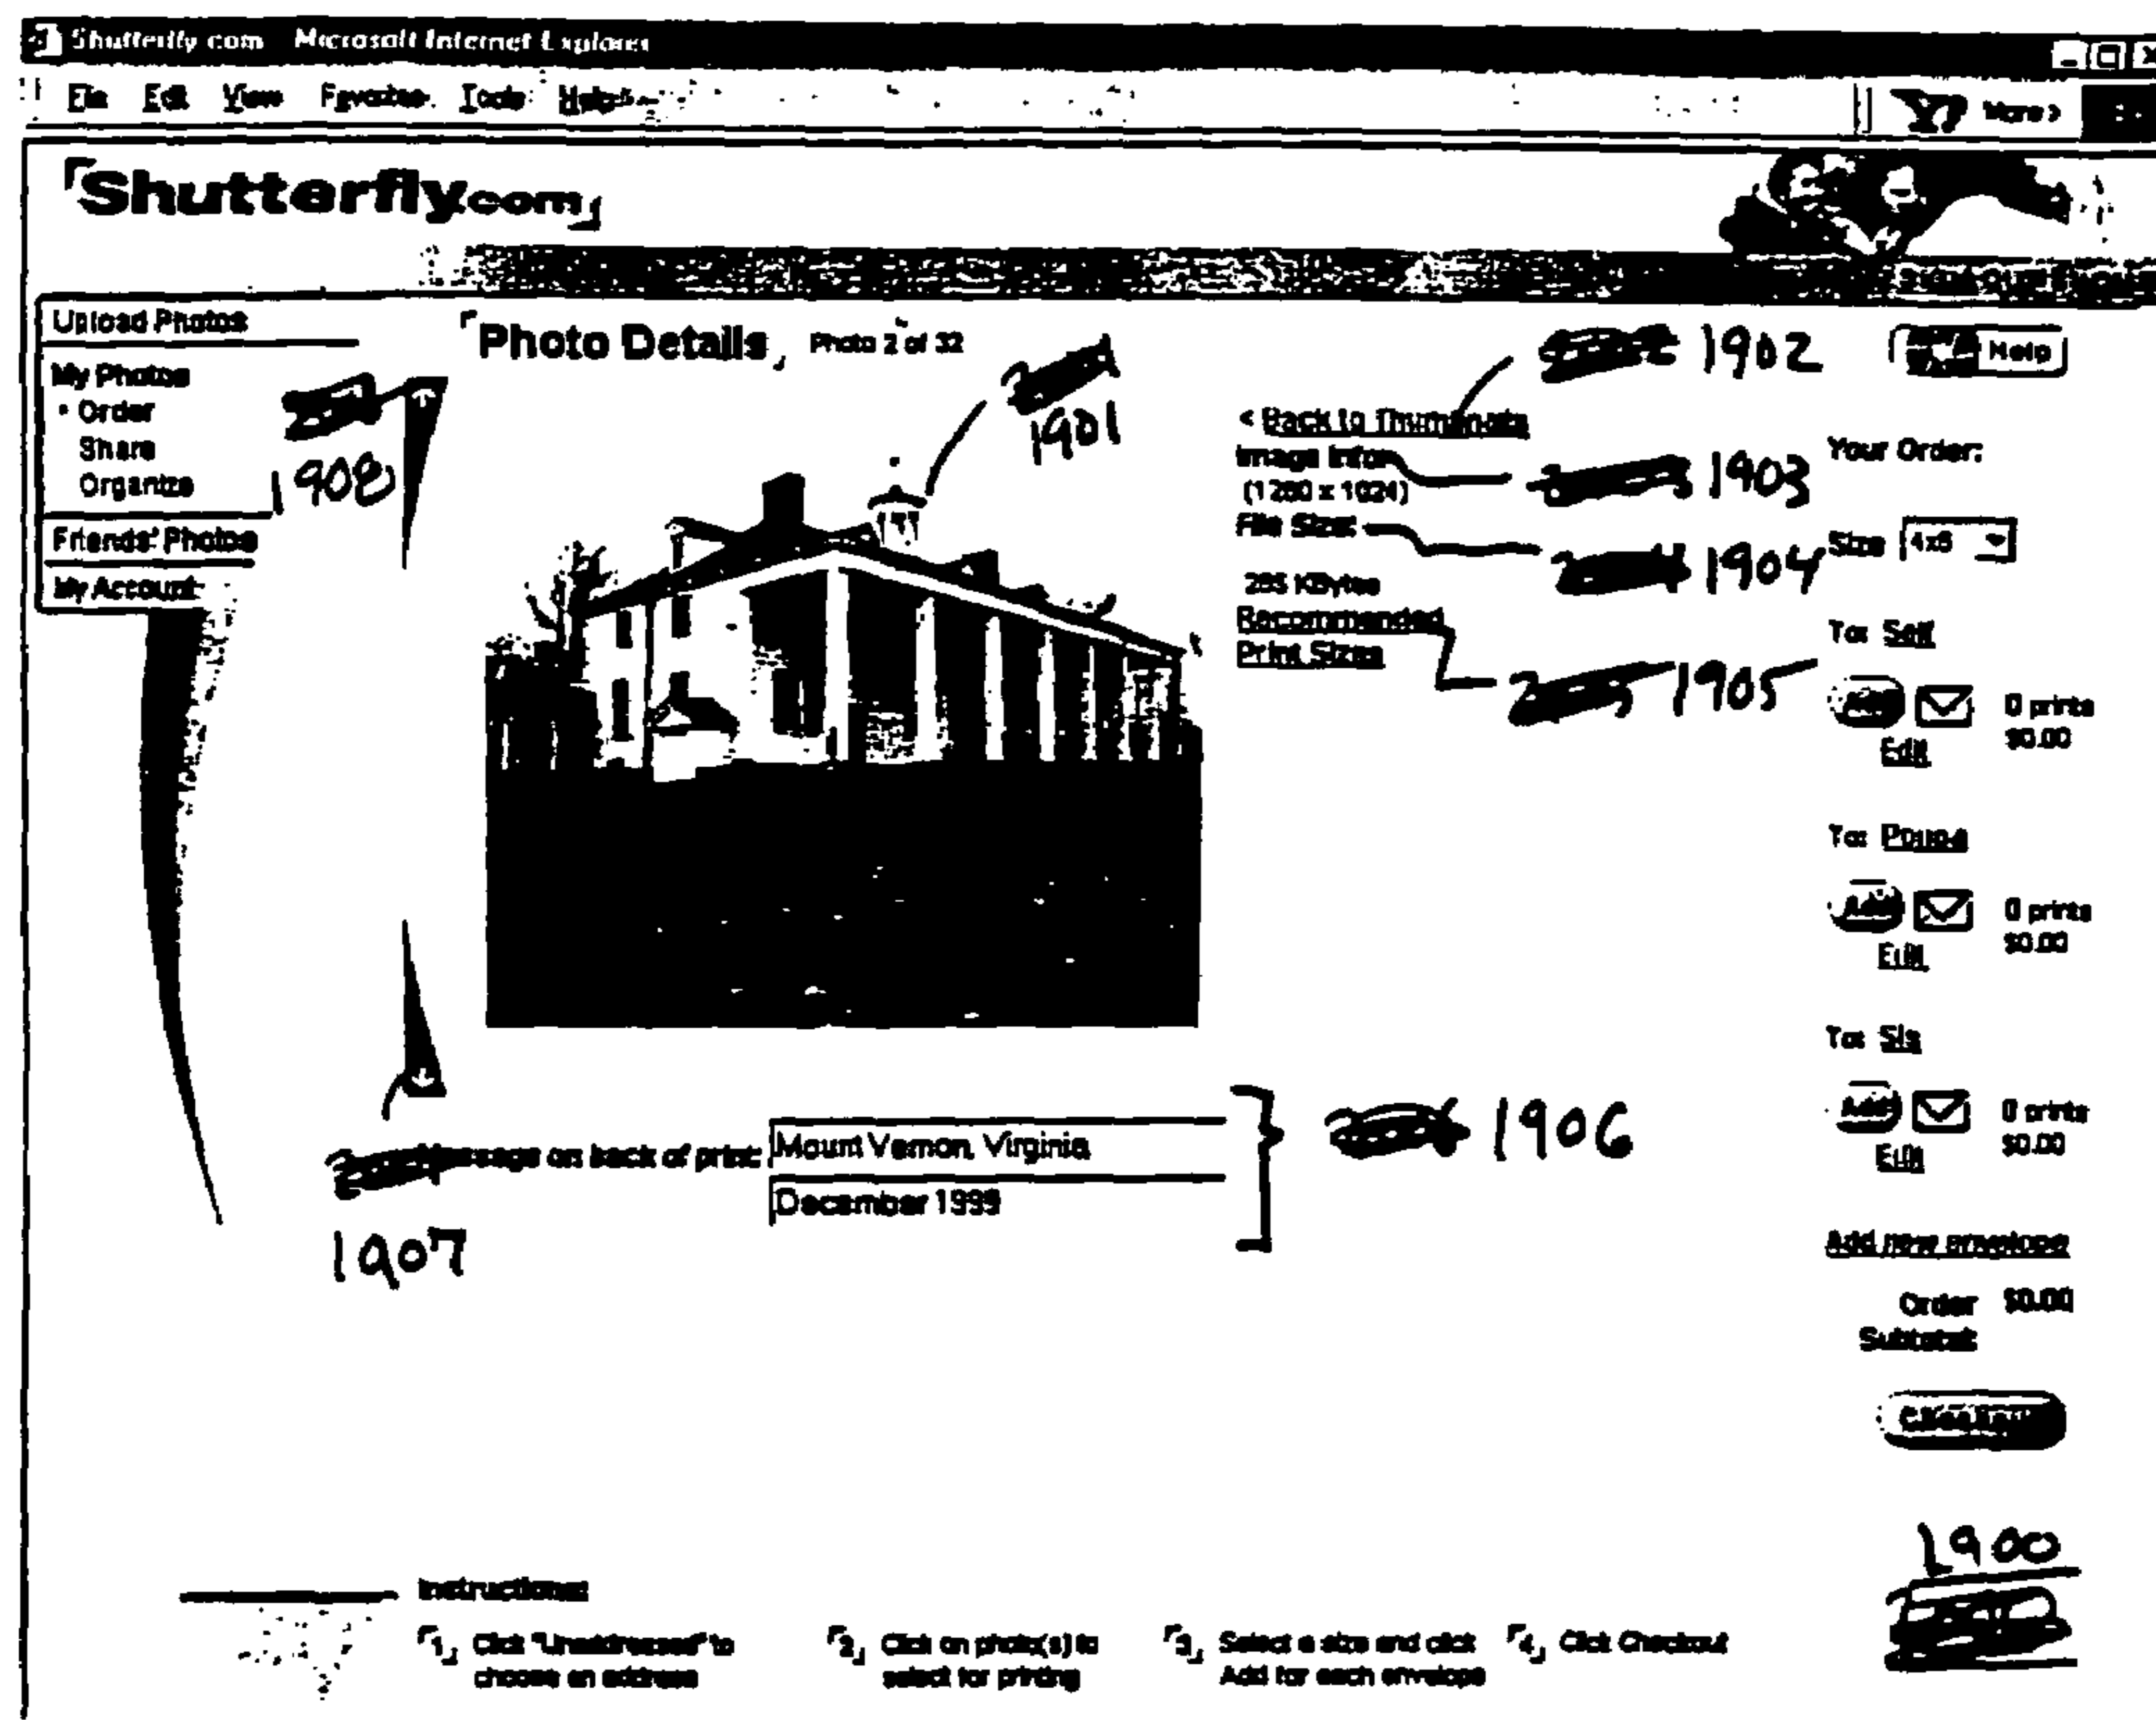 Shutterfly.com Microsoft Internet Explorer
File Edit View Favorites Tools Help
More >
Shutterfly.com
Upload Photos
My Photos
• Order
Share
Organize
Friends' Photos
My Account
1908
Photo Details Photo 2 of 32
1901
1902
Help
< Back to Thumbnails
Image Info:
(1280 x 1024)
1903
File Size:
1904
KBytes
Recommended
Print Sizes
1905
Your Order:
Size 4x6
To: Self
Add
0 prints
$0.00
Edit
To:
Add
0 prints
$0.00
Edit
To: Sis
Add
0 prints
$0.00
Edit
Add new envelope
Order $0.00
Subtotal:
Checkout
Message on back of print: Mount Vernon, Virginia
December 1999
1906
1907
1900
Instructions:
1 Click "Unaddressed" to
choose an address
2 Click on photo(s) to
select for printing
3 Select a size and click
Add for each envelope
4 Click Checkout